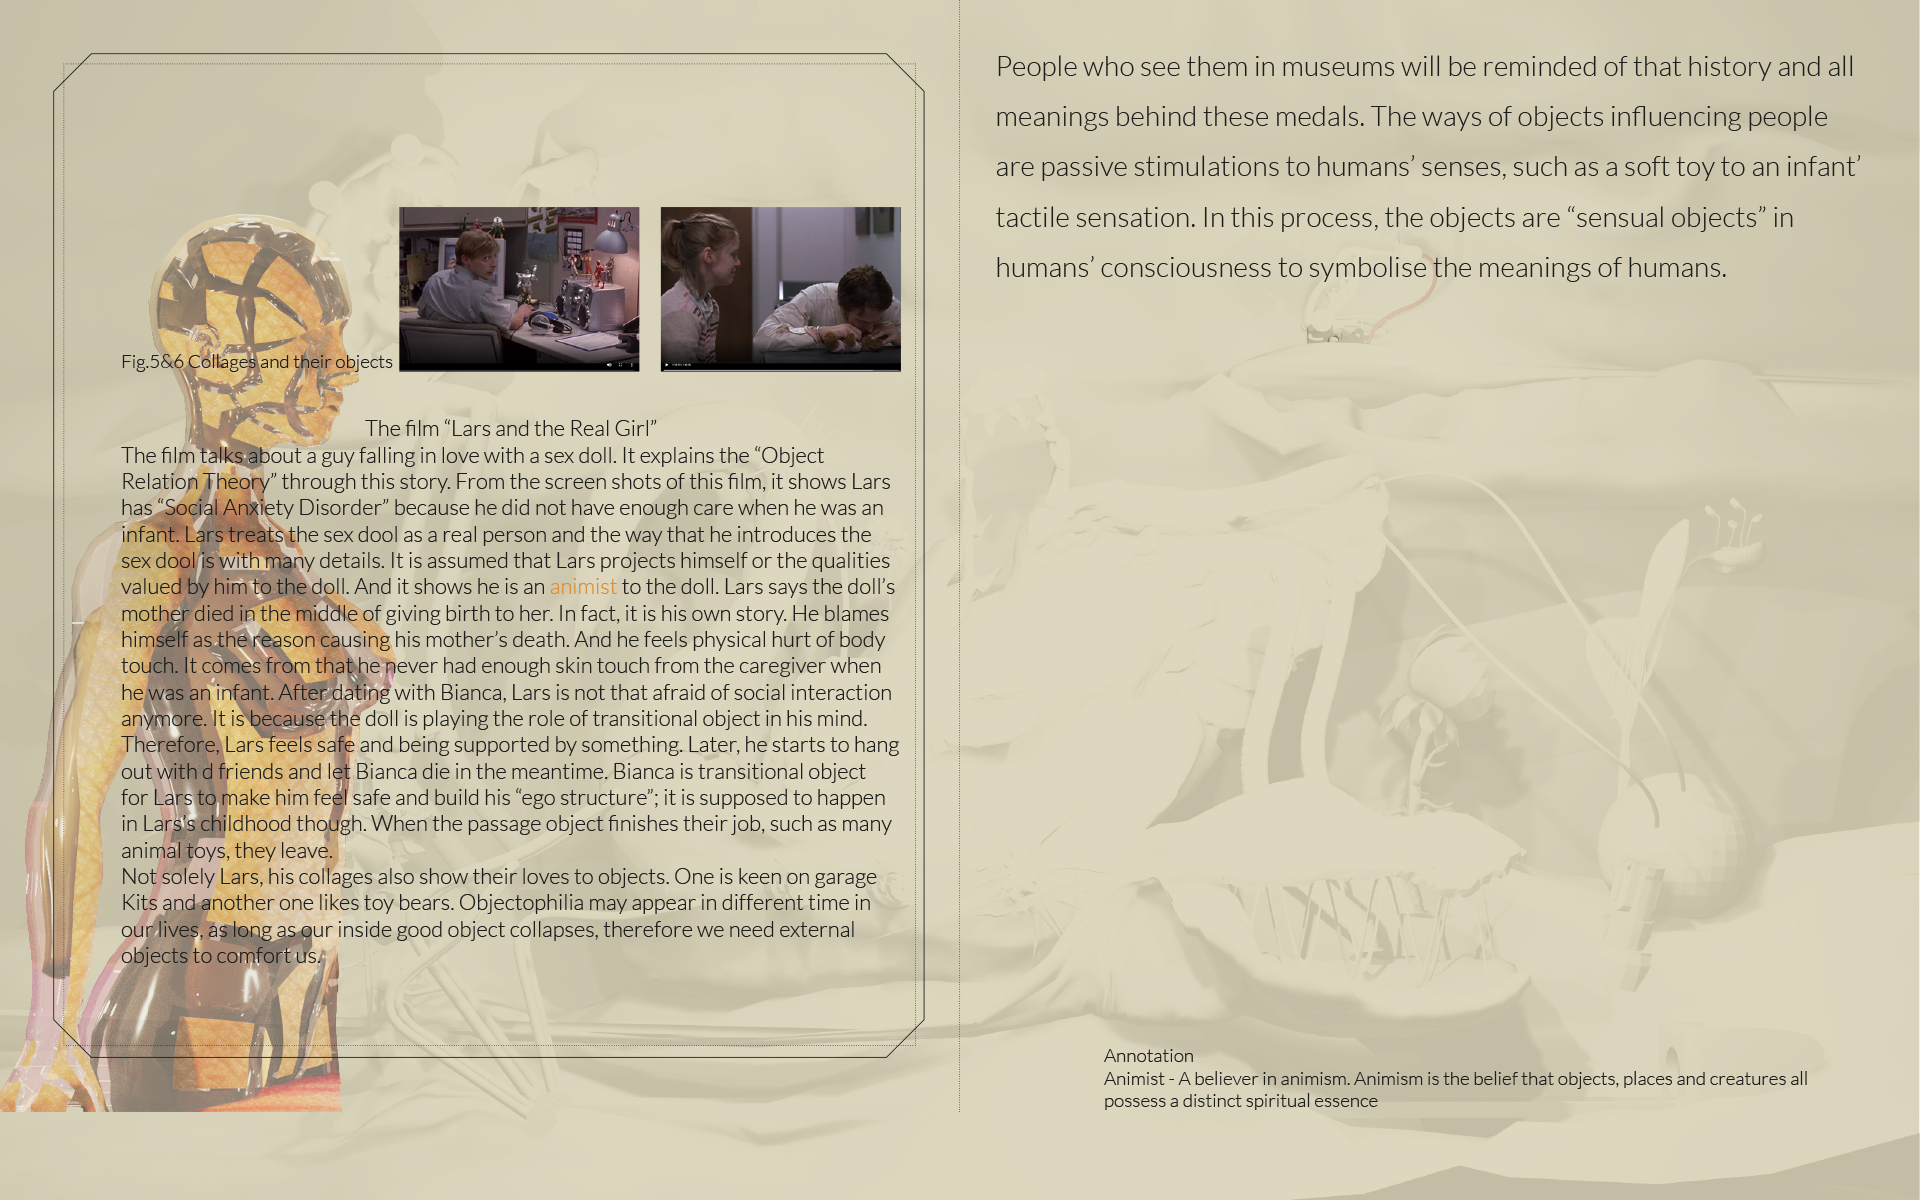 Fig.5&6 Collages and their objects
The film “Lars and the Real Girl”
The film talks about a guy falling in love with a sex doll. It explains the “Object
Relation Theory” through this story. From the screen shots of this film, it shows Lars
has “Social Anxiety Disorder” because he did not have enough care when he was an
infant. Lars treats the sex dool as a real person and the way that he introduces the
sex dool is with many details. It is assumed that Lars projects himself or the qualities
valued by him to the doll. And it shows he is an animist to the doll. Lars says the doll’s
mother died in the middle of giving birth to her. In fact, it is his own story. He blames
himself as the reason causing his mother’s death. And he feels physical hurt of body
touch. It comes from that he never had enough skin touch from the caregiver when
he was an infant. After dating with Bianca, Lars is not that afraid of social interaction
anymore. It is because the doll is playing the role of transitional object in his mind.
Therefore, Lars feels safe and being supported by something. Later, he starts to hang
out with d friends and let Bianca die in the meantime. Bianca is transitional object
for Lars to make him feel safe and build his “ego structure”; it is supposed to happen
in Lars’s childhood though. When the passage object finishes their job, such as many
animal toys, they leave.
Not solely Lars, his collages also show their loves to objects. One is keen on garage
Kits and another one likes toy bears. Objectophilia may appear in different time in
our lives, as long as our inside good object collapses, therefore we need external
objects to comfort us.
People who see them in museums will be reminded of that history and all
meanings behind these medals. The ways of objects influencing people
are passive stimulations to humans’ senses, such as a soft toy to an infant’
tactile sensation. In this process, the objects are “sensual objects” in
humans’ consciousness to symbolise the meanings of humans.
Annotation
Animist - A believer in animism. Animism is the belief that objects, places and creatures all
possess a distinct spiritual essence